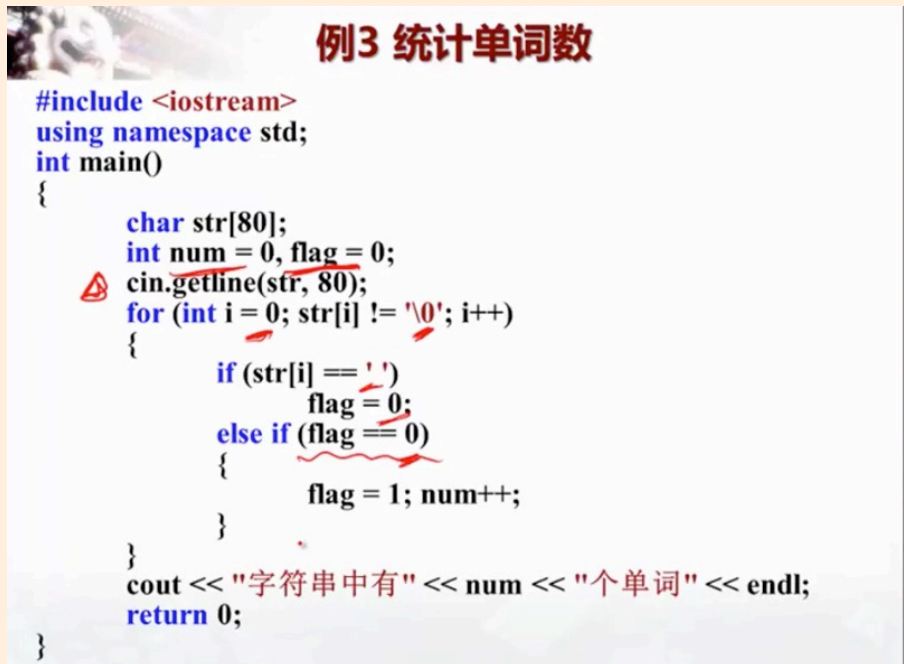 例3 统计单词数
#include <iostream>
using namespace std;
int main()
{
char str[80];
int num = 0, flag = 0;
cin.getline(str, 80);
for (int i = 0; str[i] != '\0'; i++)
{
if (str[i] == ' ')
flag = 0;
else if (flag == 0)
{
flag = 1; num++;
}
}
cout << "字符串中有" << num << "个单词" << endl;
return 0;
}